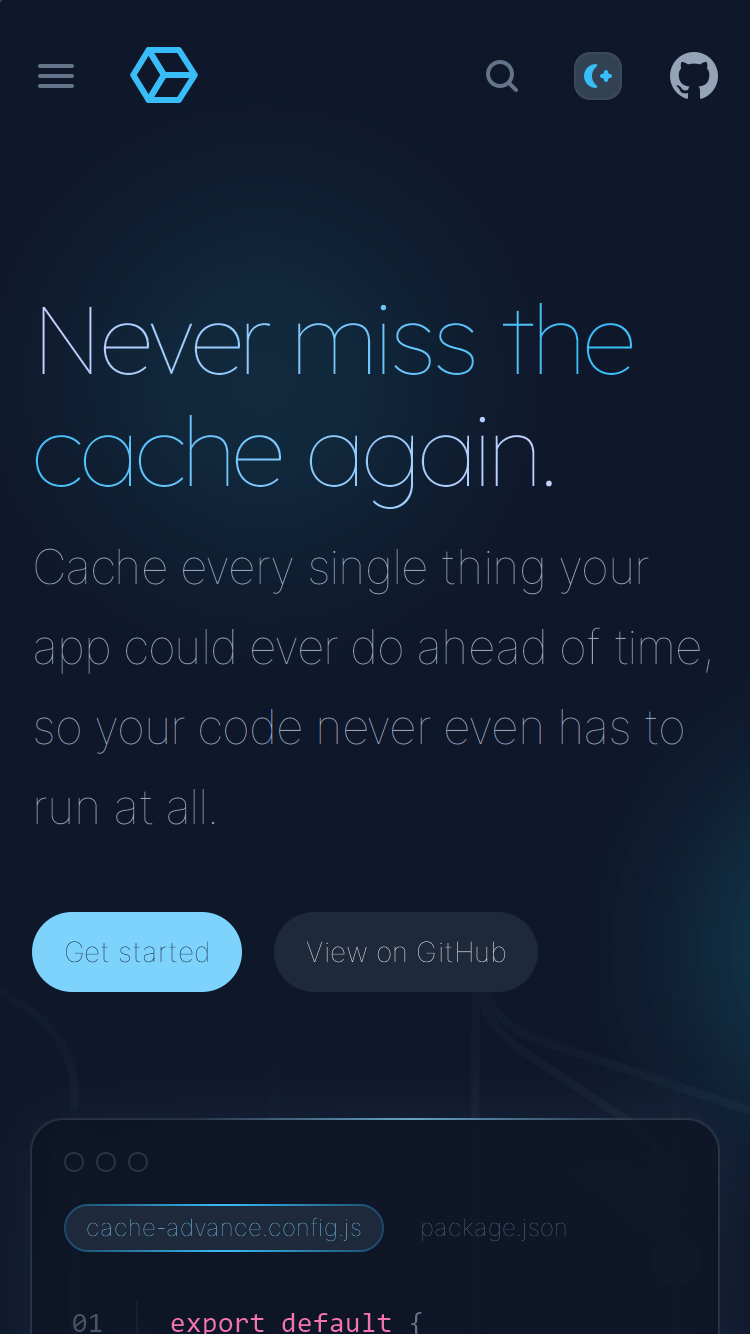 Never miss the
cache again.
Cache every single thing your
app could ever do ahead of time,
so your code never even has to
run at all.
Get started
View on GitHub
cache-advance.config.js
package.json
01 export default {